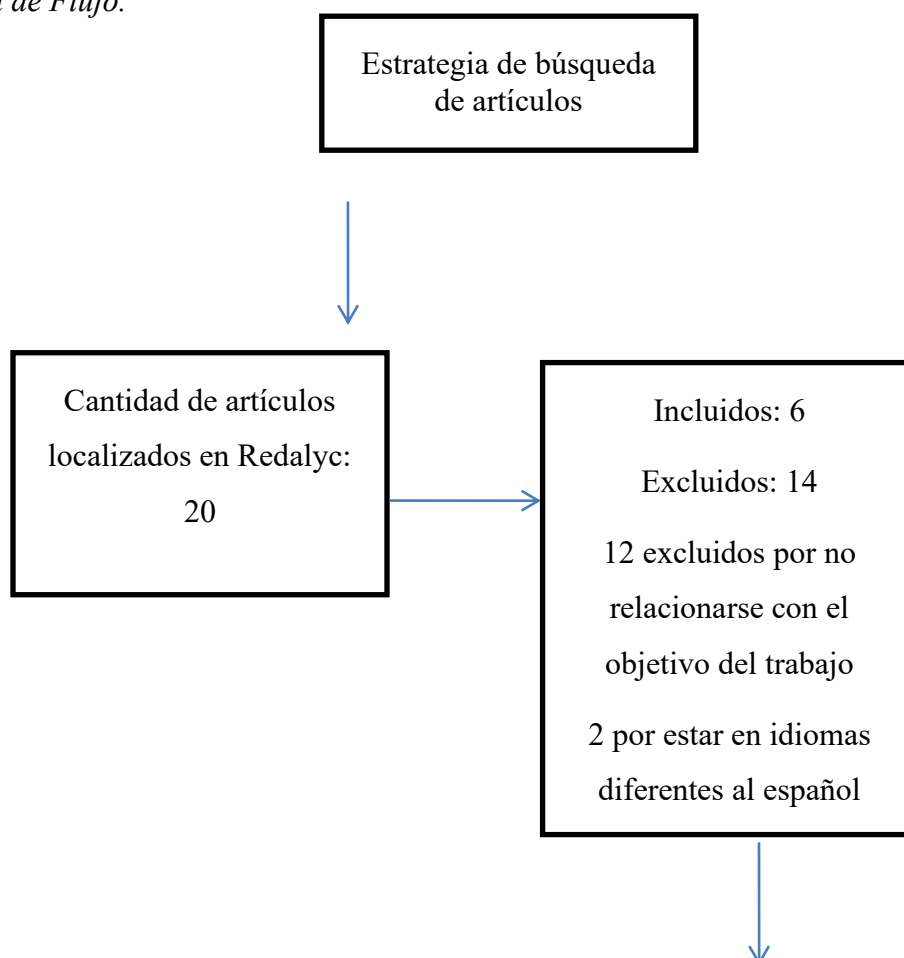 de Flujo.
Estrategia de búsqueda
de artículos
Cantidad de artículos
localizados en Redalyc:
20
Incluidos: 6
Excluidos: 14
12 excluidos por no
relacionarse con el
objetivo del trabajo
2 por estar en idiomas
diferentes al español